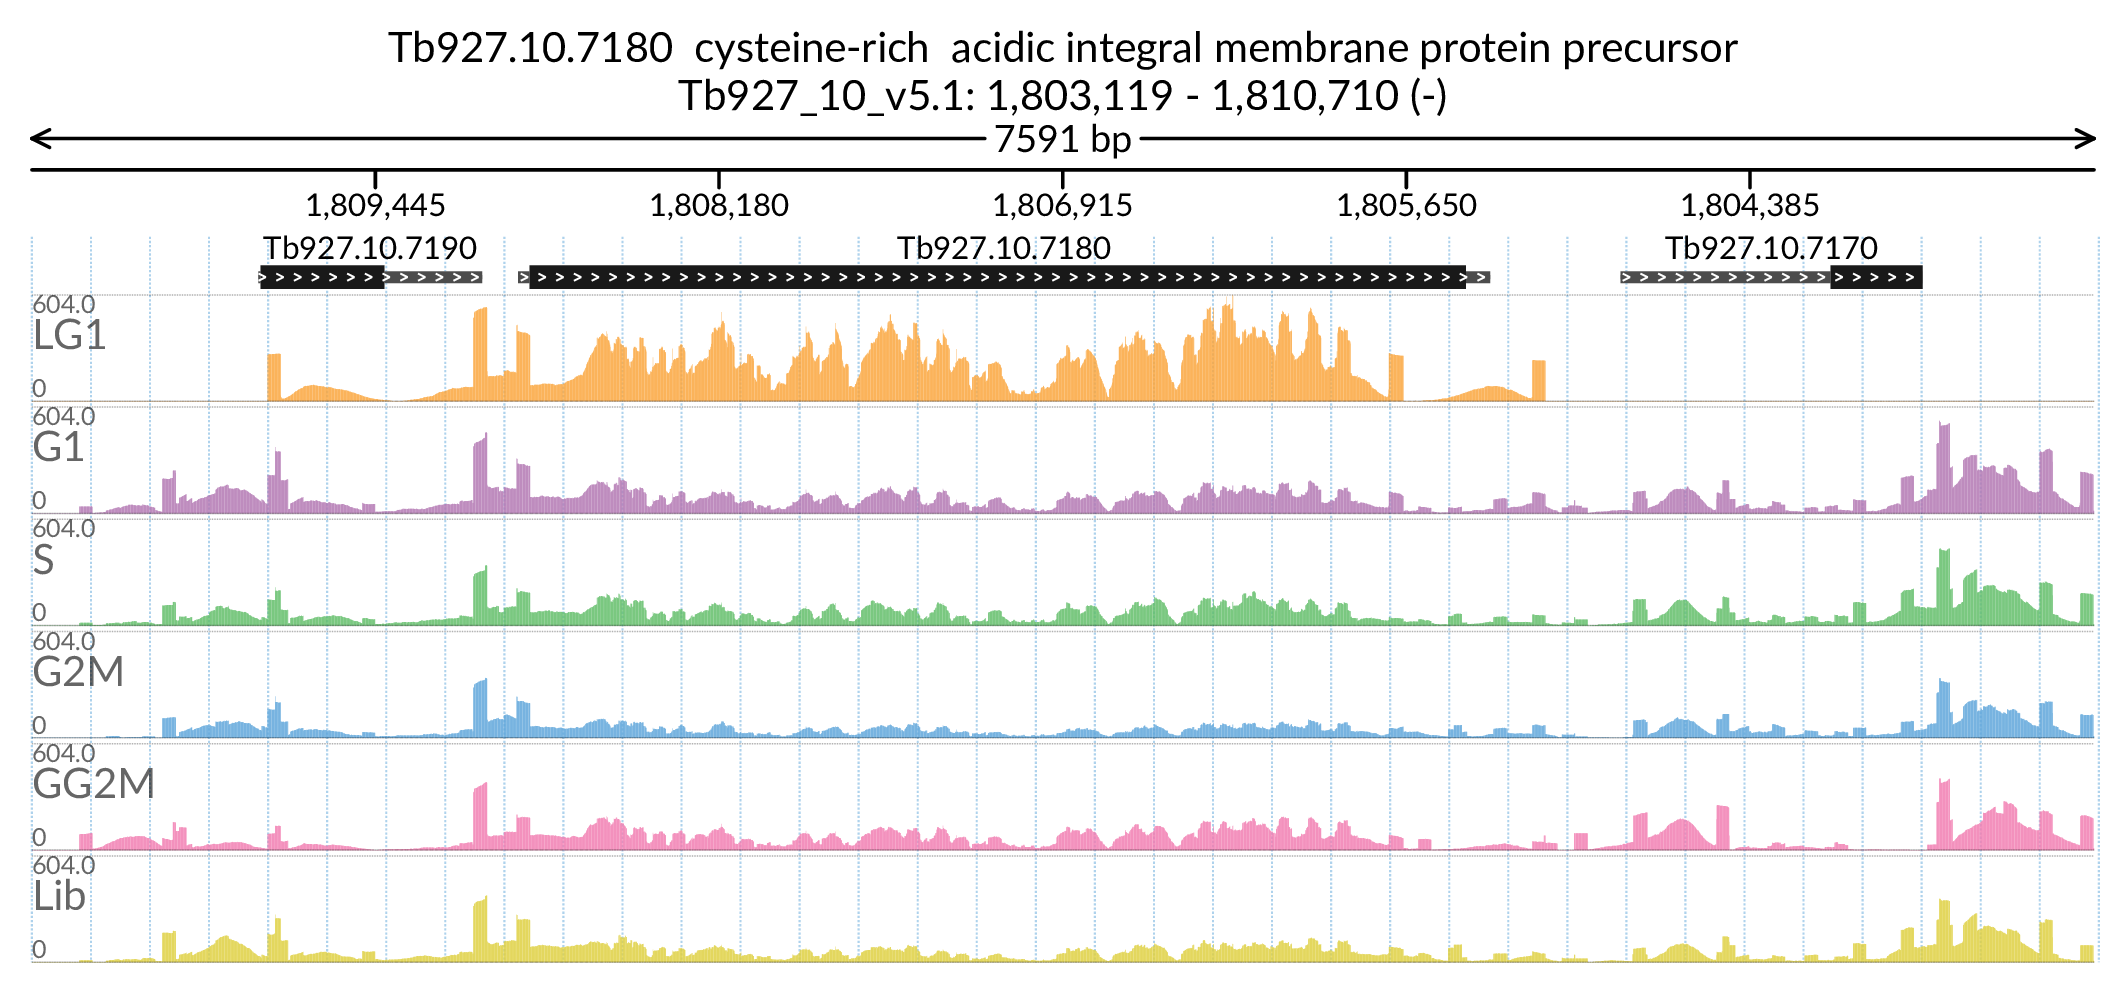 Tb927.10.7180 cysteine-rich acidic integral membrane protein precursor
Tb927_10_v5.1: 1,803,119 - 1,810,710 (-)
7591 bp
1,809,445 1,808,180 1,806,915 1,805,650 1,804,385
Tb927.10.7190 Tb927.10.7180 Tb927.10.7170
604.0
LG1
0
604.0
G1
0
604.0
S
0
604.0
G2M
0
604.0
GG2M
0
604.0
Lib
0